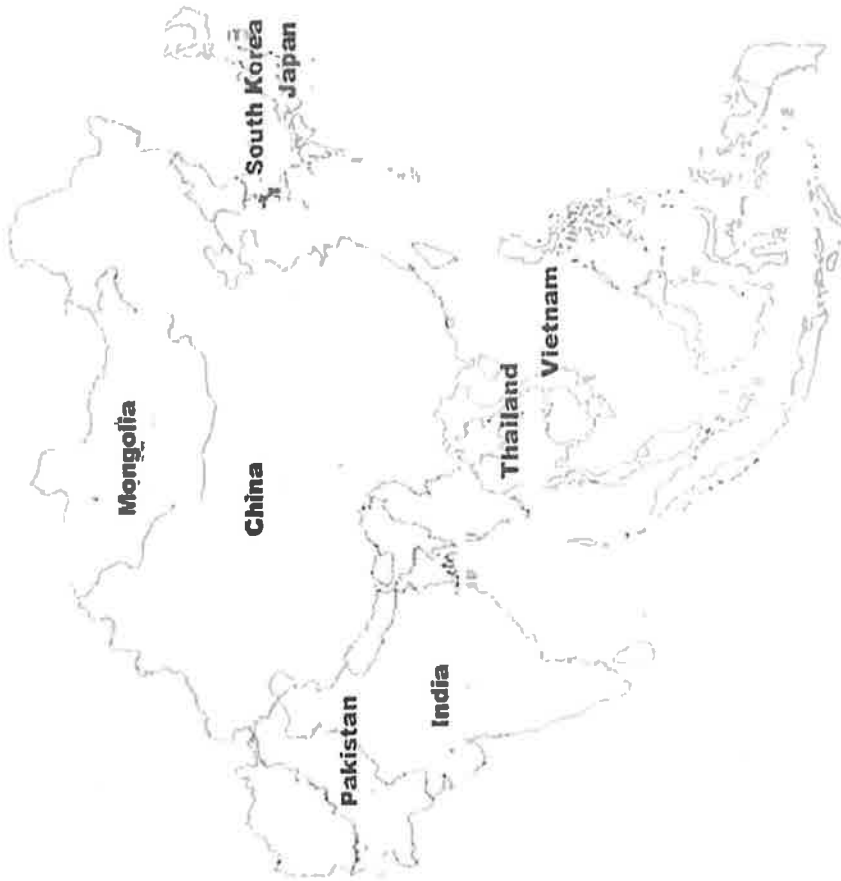 Mongolia
South Korea
Japan
China
Pakistan
India
Thailand
Vietnam